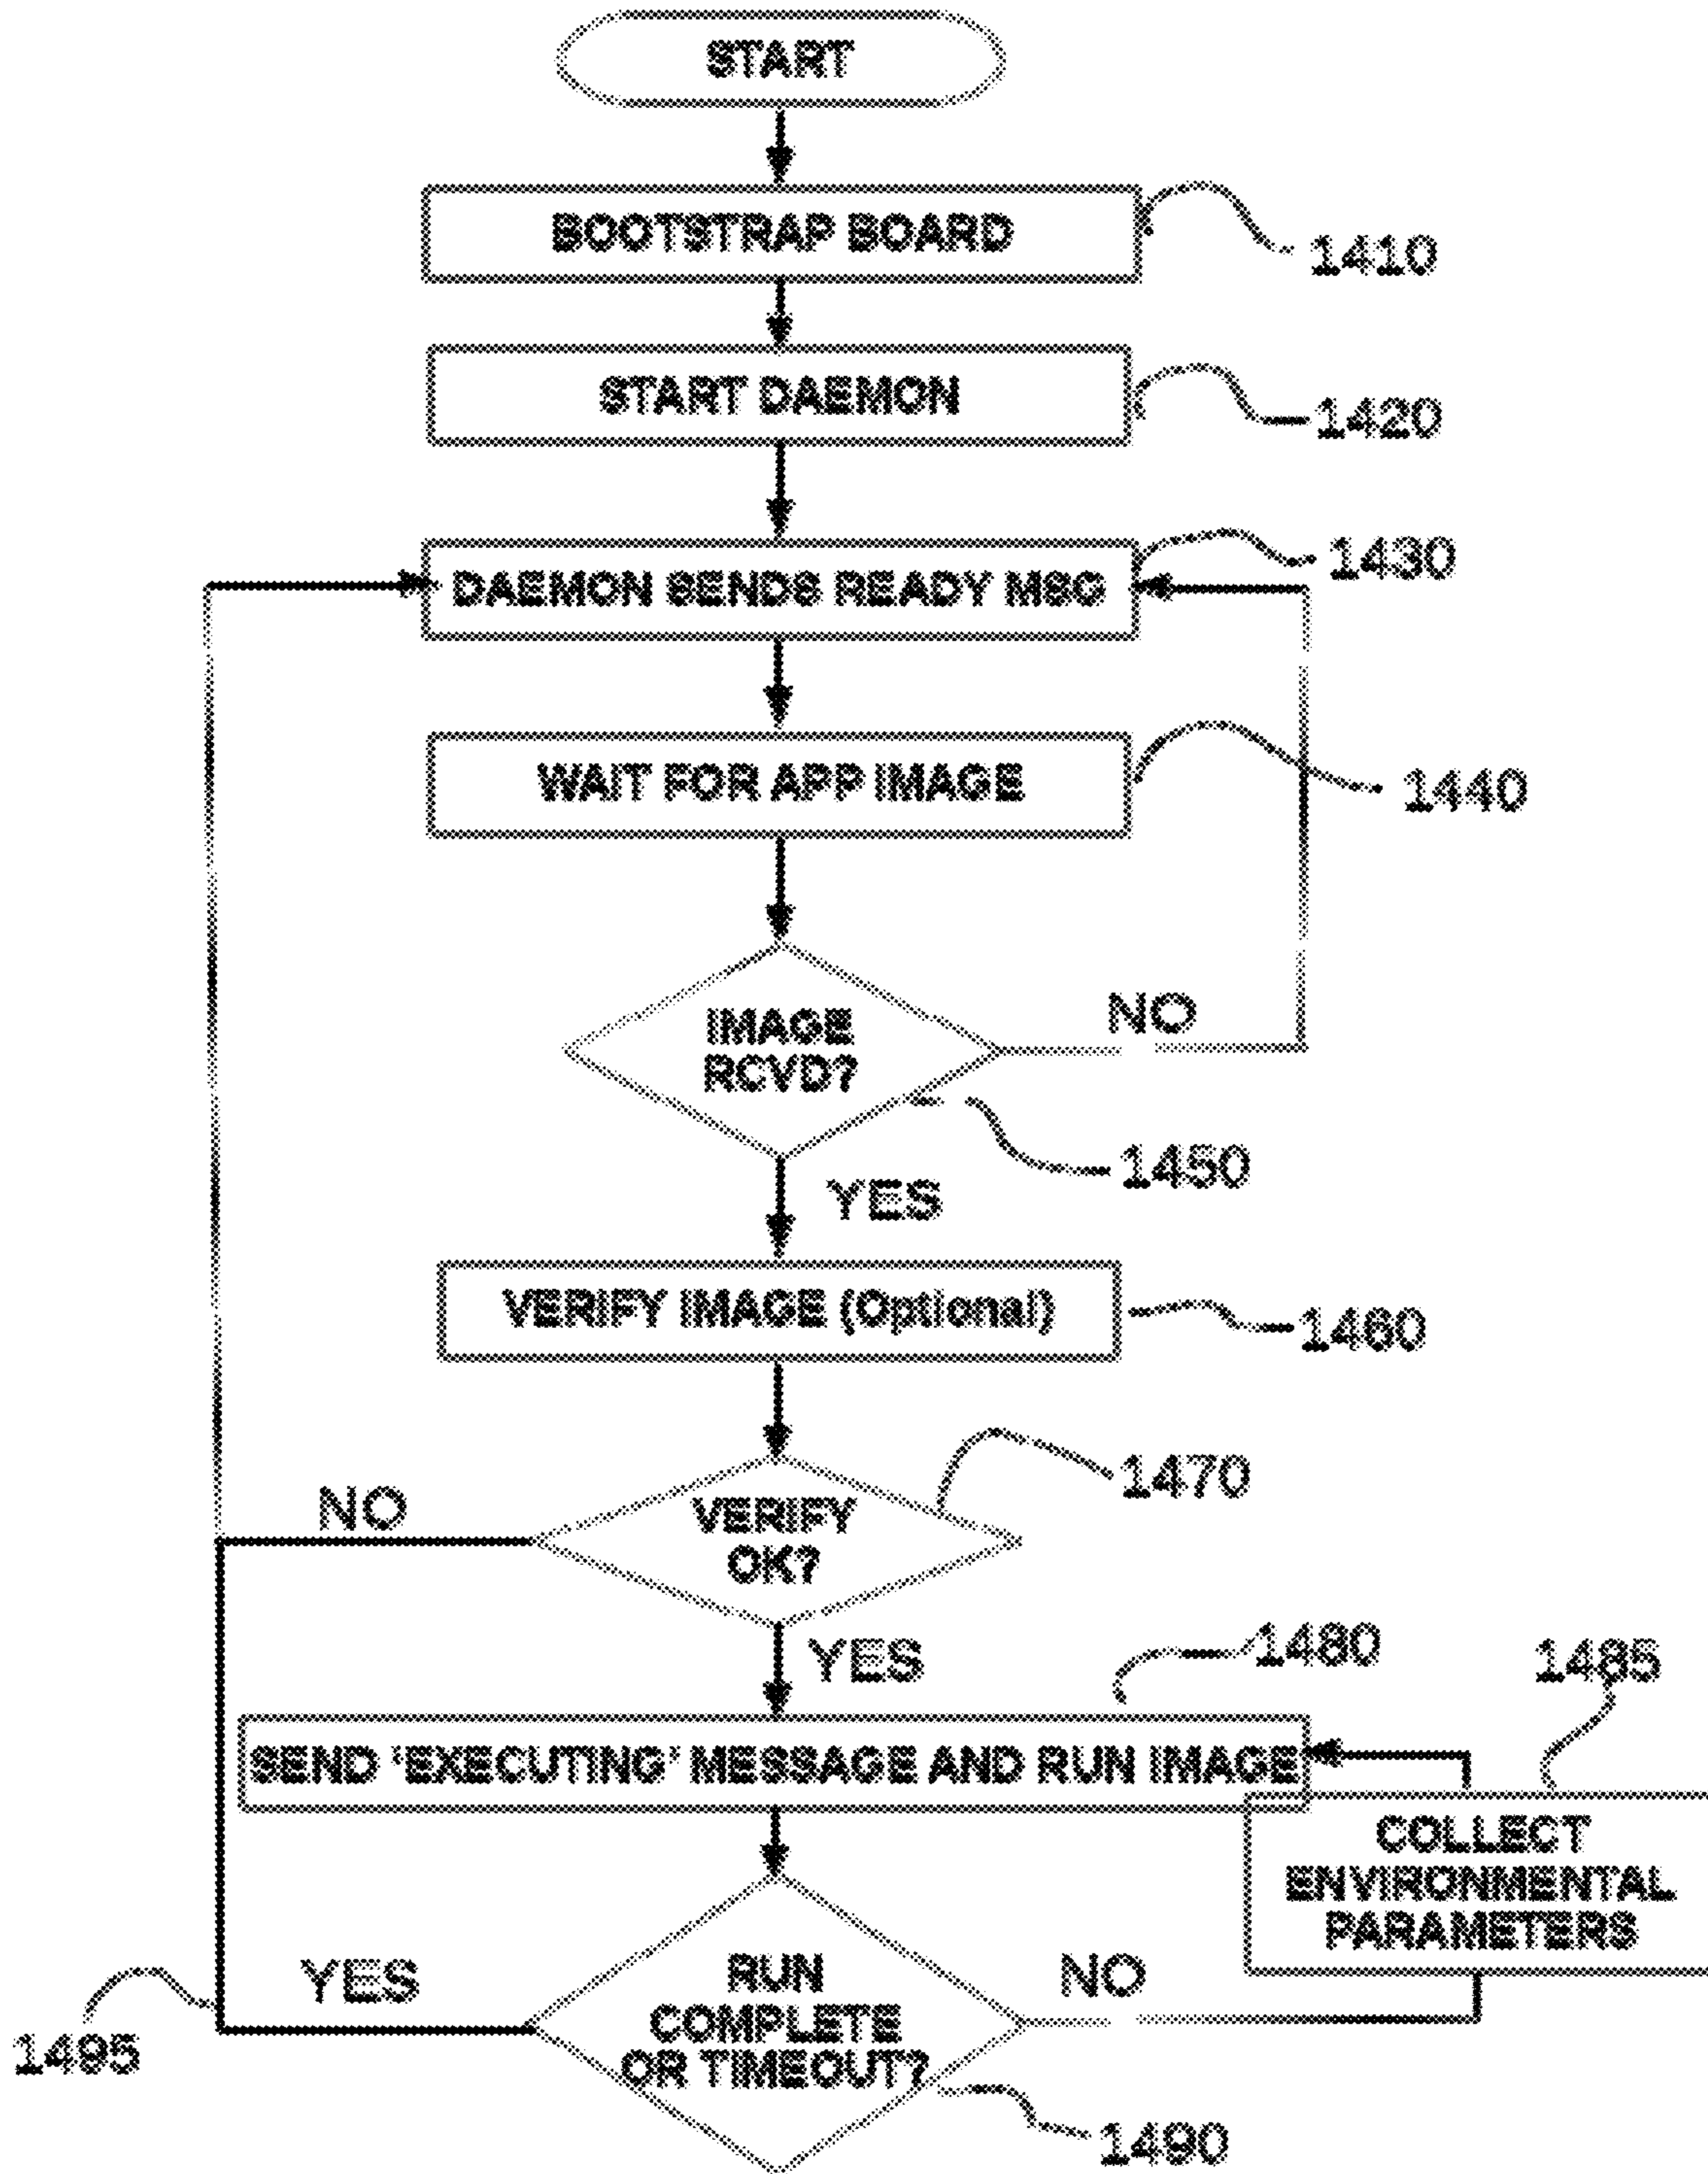 START
BOOTSTRAP BOARD
1410
START DAEMON
1420
DAEMON SENDS READY MSG
1430
WAIT FOR APP IMAGE
1440
IMAGE
RCVD?
NO
1450
YES
VERIFY IMAGE (Optional)
1460
VERIFY
OK?
1470
NO
YES
1480
1485
SEND ‘EXECUTING’ MESSAGE AND RUN IMAGE
COLLECT
ENVIRONMENTAL
PARAMETERS
RUN
COMPLETE
OR TIMEOUT?
YES
NO
1495
1490